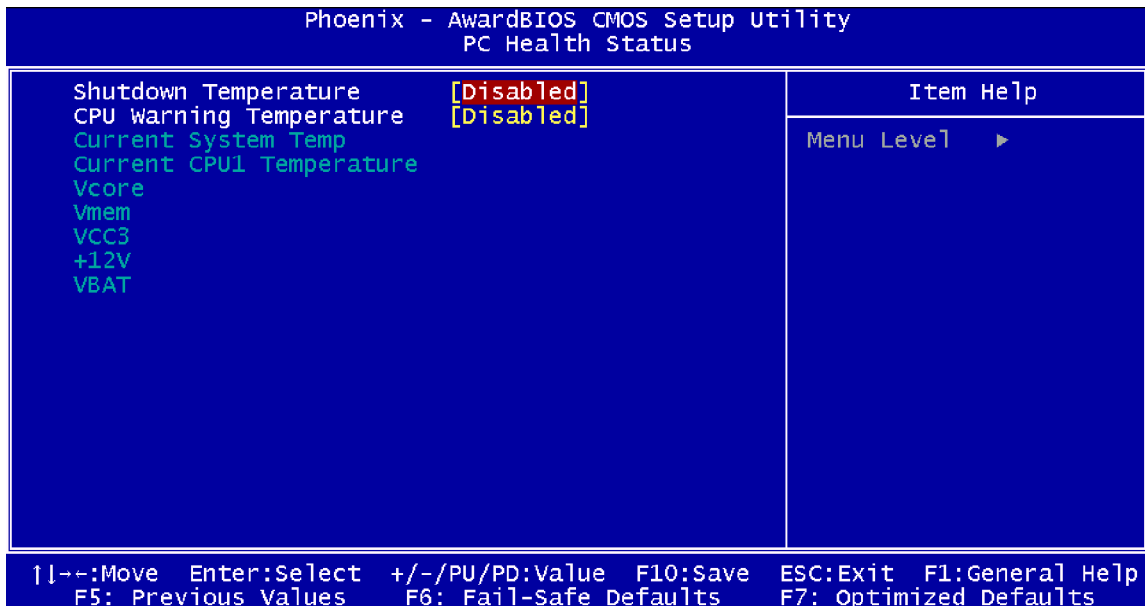 Phoenix - AwardBIOS CMOS Setup Utility
PC Health Status
Shutdown Temperature [Disabled]
CPU Warning Temperature [Disabled]
Current System Temp
Current CPU1 Temperature
Vcore
Vmem
VCC3
+12V
VBAT
Item Help
Menu Level ►
↑↓→←:Move Enter:Select +/-/PU/PD:Value F10:Save ESC:Exit F1:General Help
F5: Previous Values F6: Fail-Safe Defaults F7: Optimized Defaults